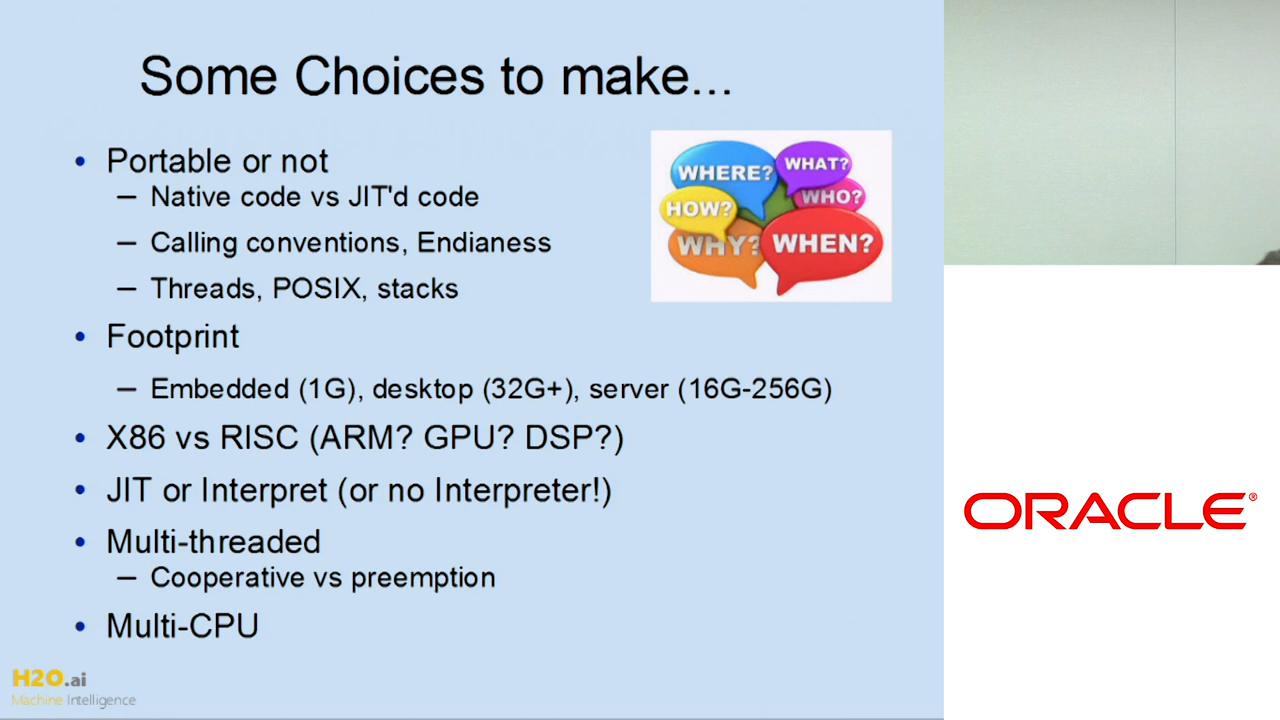 Some Choices to make...
• Portable or not
– Native code vs JIT'd code
– Calling conventions, Endianess
– Threads, POSIX, stacks
• Footprint
– Embedded (1G), desktop (32G+), server (16G-256G)
• X86 vs RISC (ARM? GPU? DSP?)
• JIT or Interpret (or no Interpreter!)
• Multi-threaded
– Cooperative vs preemption
• Multi-CPU
WHERE?
WHAT?
HOW?
WHO?
WHY?
WHEN?
H2O.ai
Machine Intelligence
ORACLE®